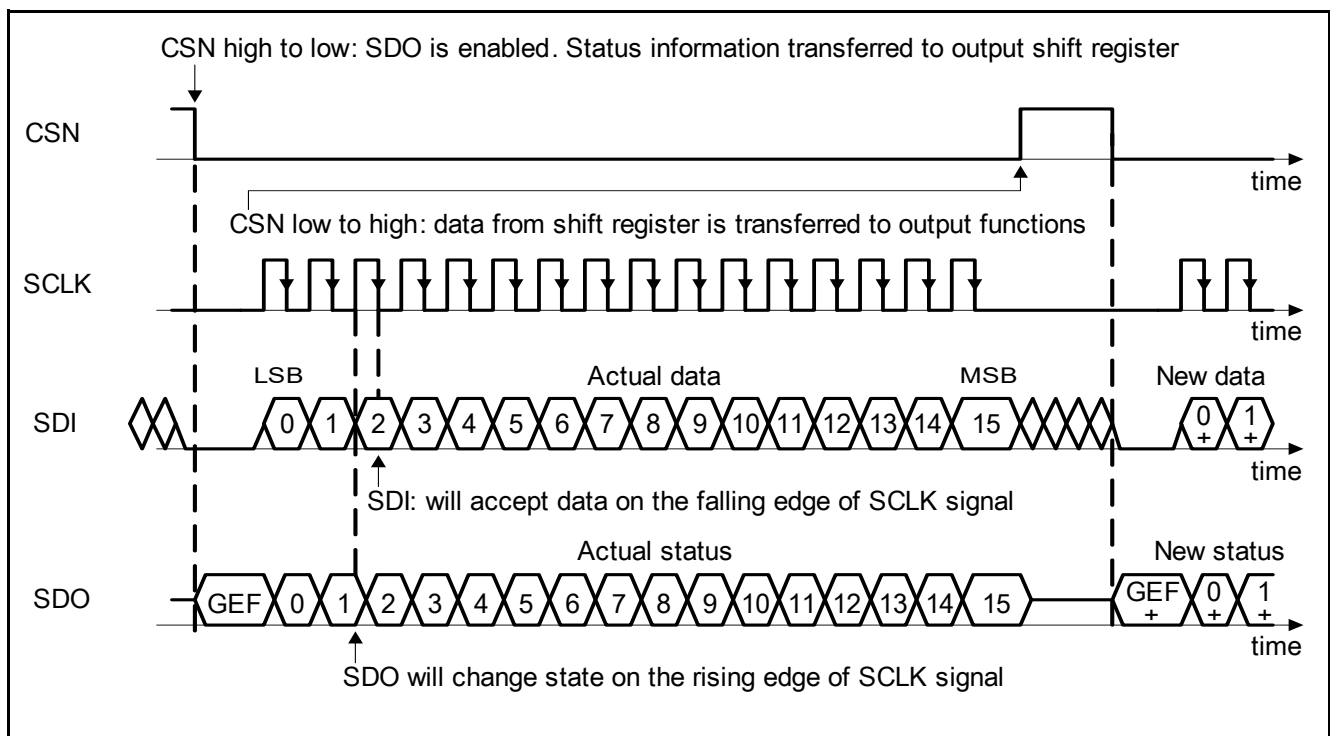 CSN high to low: SDO is enabled. Status information transferred to output shift register
CSN
time
CSN low to high: data from shift register is transferred to output functions
SCLK
time
LSB Actual data MSB New data
SDI 0 1 2 3 4 5 6 7 8 9 10 11 12 13 14 15 0+ 1+
time
SDI: will accept data on the falling edge of SCLK signal
Actual status New status
SDO GEF 0 1 2 3 4 5 6 7 8 9 10 11 12 13 14 15 GEF+ 0+ 1+
time
SDO will change state on the rising edge of SCLK signal